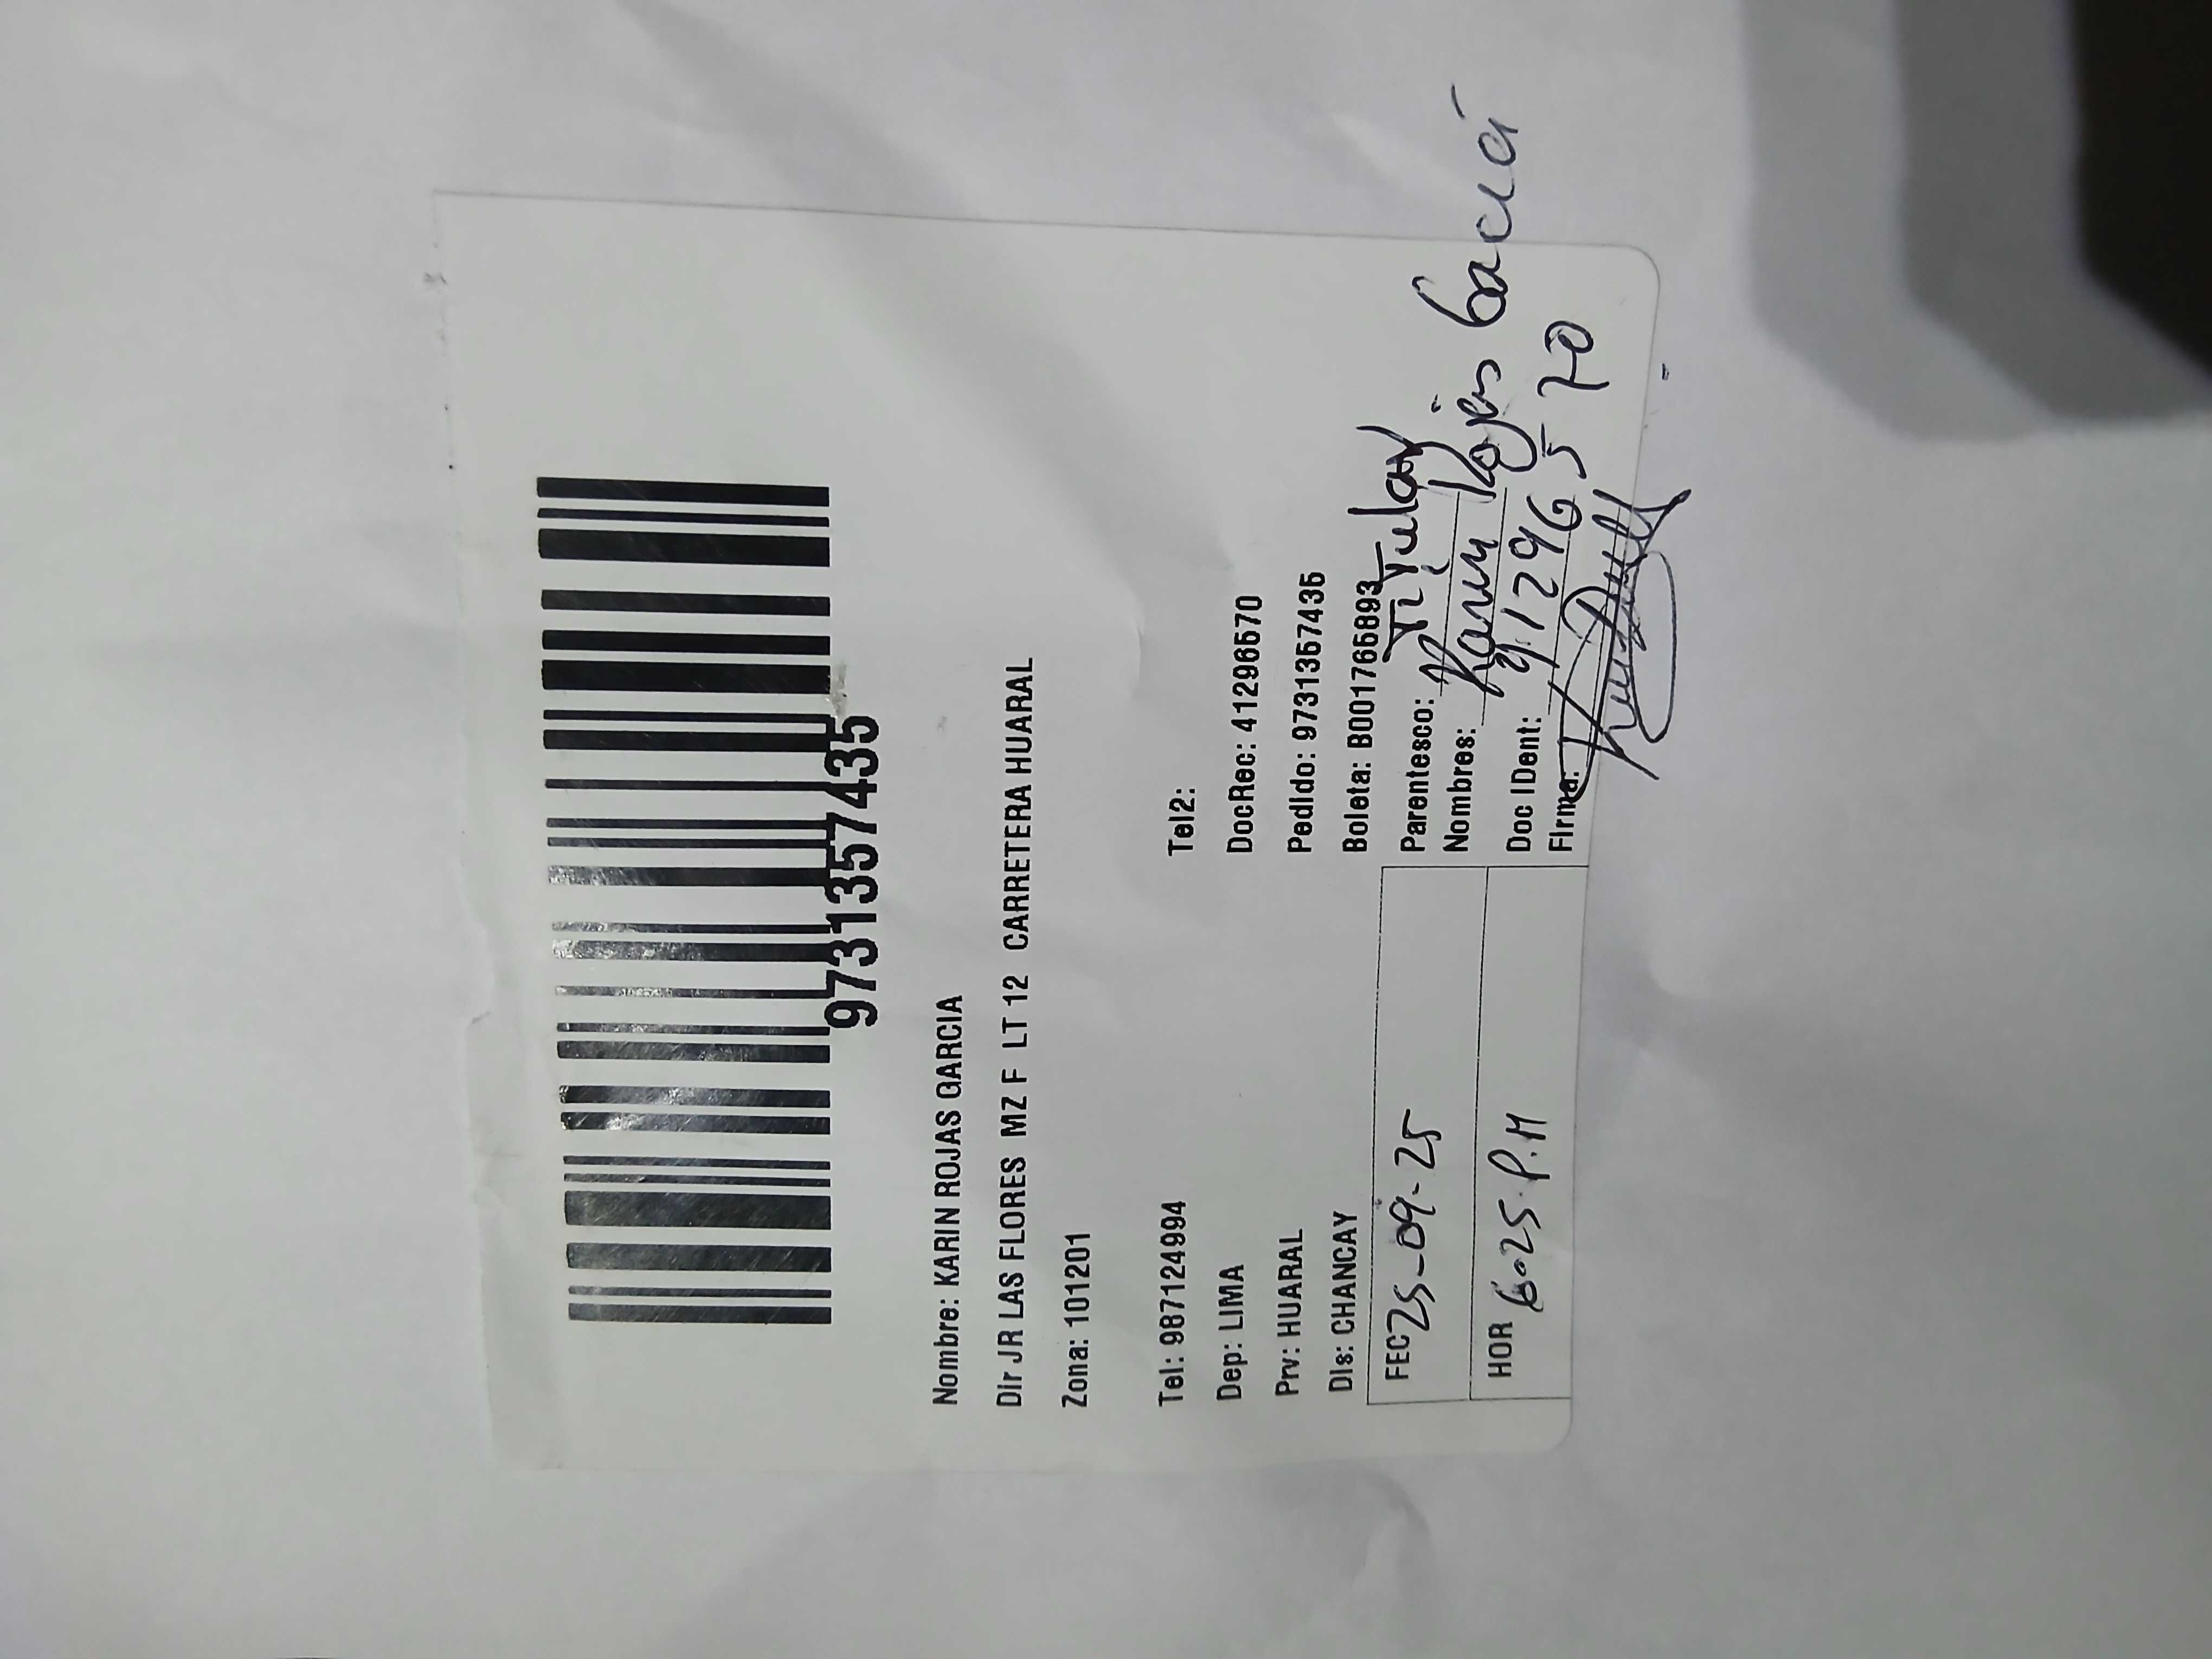 9731357435
Nombre: KARIN ROJAS GARCIA
Dir JR LAS FLORES MZ F LT 12 CARRETERA HUARAL
Zona: 101201
Tel: 987124994 Tel2:
Dep: LIMA DocRec: 41296570
Prv: HUARAL Pedido: 9731357435
Dis: CHANCAY Boleta: B001765893
FEC 25-09-25 Parentesco: Titular
Nombres: Karin Rojas Gacia
HOR 6:25 P.M Doc IDent: 41296570
Firma: